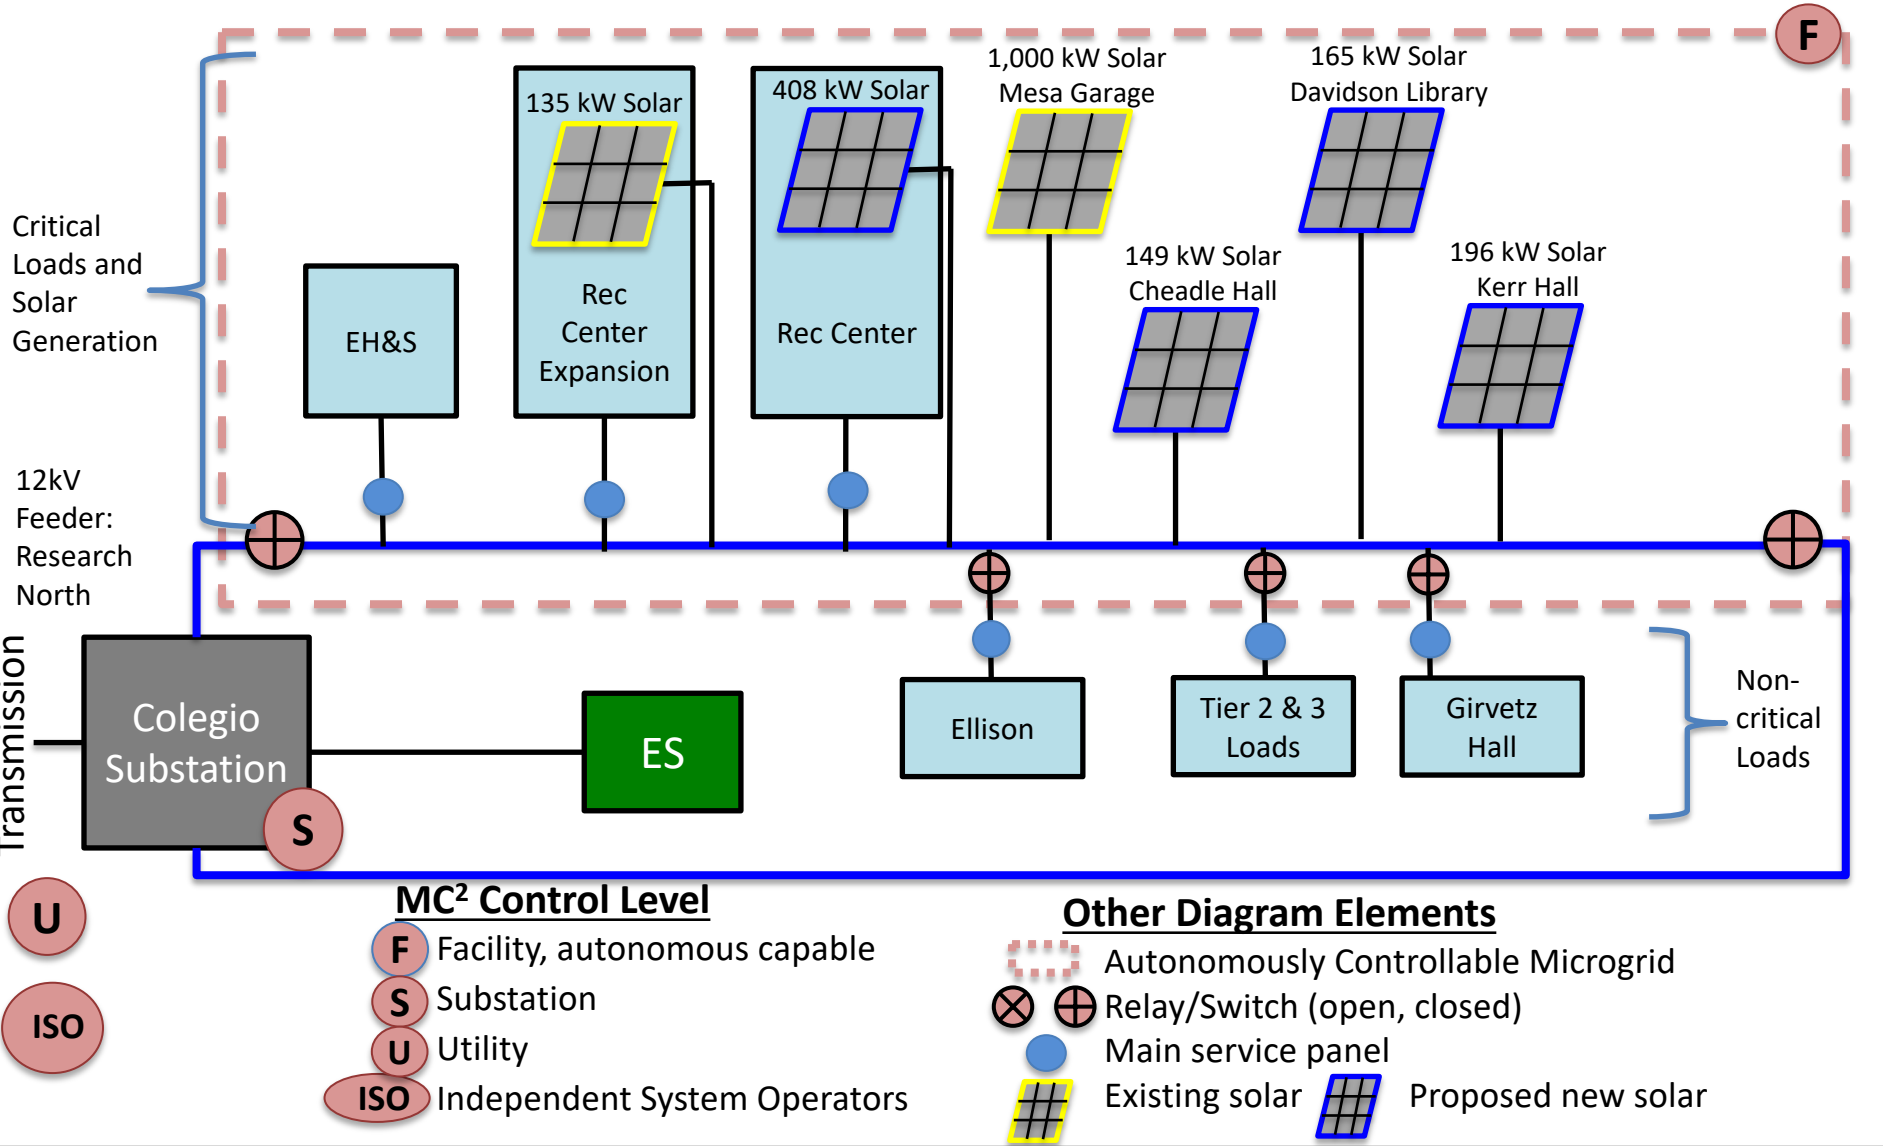 F
1,000 kW Solar
Mesa Garage
165 kW Solar
Davidson Library
135 kW Solar
408 kW Solar
Critical
Loads and
Solar
Generation
149 kW Solar
Cheadle Hall
196 kW Solar
Kerr Hall
EH&S
Rec
Center
Expansion
Rec Center
12kV
Feeder:
Research
North
Transmission
Colegio
Substation
S
ES
Ellison
Tier 2 & 3
Loads
Girvetz
Hall
Non-
critical
Loads
U
ISO
MC² Control Level
F Facility, autonomous capable
S Substation
U Utility
ISO Independent System Operators
Other Diagram Elements
Autonomously Controllable Microgrid
Relay/Switch (open, closed)
Main service panel
Existing solar
Proposed new solar